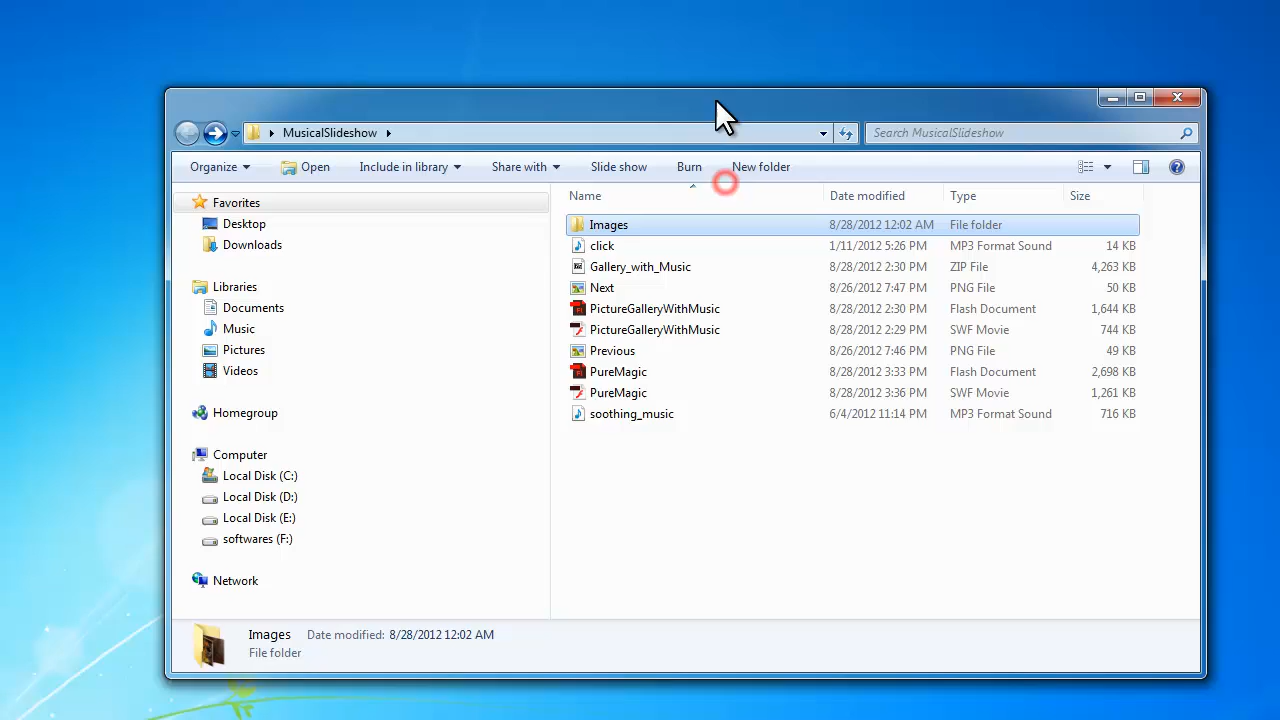 MusicalSlideshow
Search MusicalSlideshow
Organize Open Include in library Share with Slide show Burn New folder
Favorites
Desktop
Downloads
Libraries
Documents
Music
Pictures
Videos
Homegroup
Computer
Local Disk (C:)
Local Disk (D:)
Local Disk (E:)
softwares (F:)
Network
Name Date modified Type Size
Images 8/28/2012 12:02 AM File folder
click 1/11/2012 5:26 PM MP3 Format Sound 14 KB
Gallery_with_Music 8/28/2012 2:30 PM ZIP File 4,263 KB
Next 8/26/2012 7:47 PM PNG File 50 KB
PictureGalleryWithMusic 8/28/2012 2:30 PM Flash Document 1,644 KB
PictureGalleryWithMusic 8/28/2012 2:29 PM SWF Movie 744 KB
Previous 8/26/2012 7:46 PM PNG File 49 KB
PureMagic 8/28/2012 3:33 PM Flash Document 2,698 KB
PureMagic 8/28/2012 3:36 PM SWF Movie 1,261 KB
soothing_music 6/4/2012 11:14 PM MP3 Format Sound 716 KB
Images Date modified: 8/28/2012 12:02 AM
File folder